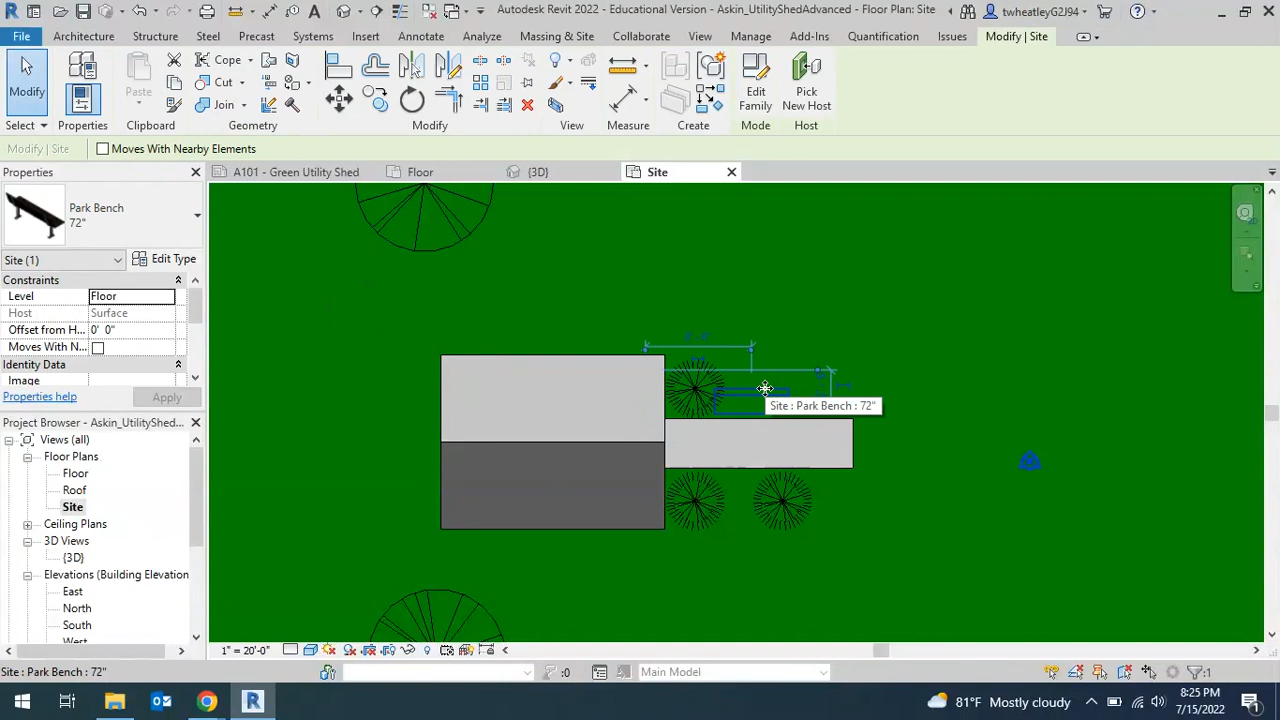 Autodesk Revit 2022 - Educational Version - Askin_UtilityShedAdvanced - Floor Plan: Site
twheatleyG2J94
File
Architecture
Structure
Steel
Precast
Systems
Insert
Annotate
Analyze
Massing & Site
Collaborate
View
Manage
Add-Ins
Quantification
Issues
Modify | Site
Modify
Paste
Cope
Cut
Join
Edit
Family
Pick
New Host
Select
Properties
Clipboard
Geometry
Modify
View
Measure
Create
Mode
Host
Modify | Site
Moves With Nearby Elements
Properties
A101 - Green Utility Shed
Floor
{3D}
Site
Park Bench
72"
Site (1)
Edit Type
Constraints
Level
Floor
Host
Surface
Offset from H...
0' 0"
Moves With N...
Identity Data
Image
Properties help
Apply
Project Browser - Askin_UtilityShed...
Views (all)
Floor Plans
Floor
Roof
Site
Ceiling Plans
3D Views
{3D}
Elevations (Building Elevation
East
North
South
West
Site : Park Bench : 72"
1" = 20'-0"
Site : Park Bench : 72"
:0
Main Model
:1
81°F Mostly cloudy
8:25 PM
7/15/2022
1